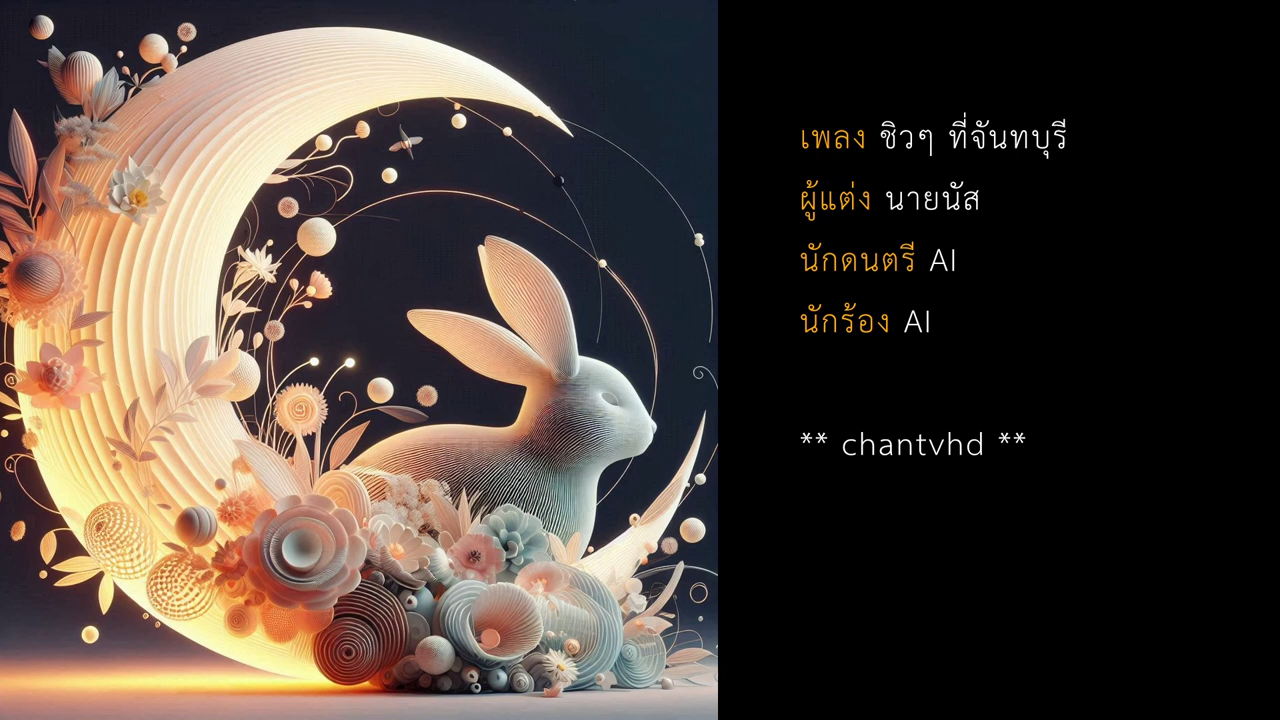 เพลง ชิวๆ ที่จันทบุรี
ผู้แต่ง นายนัส
นักดนตรี AI
นักร้อง AI
** chantvhd **